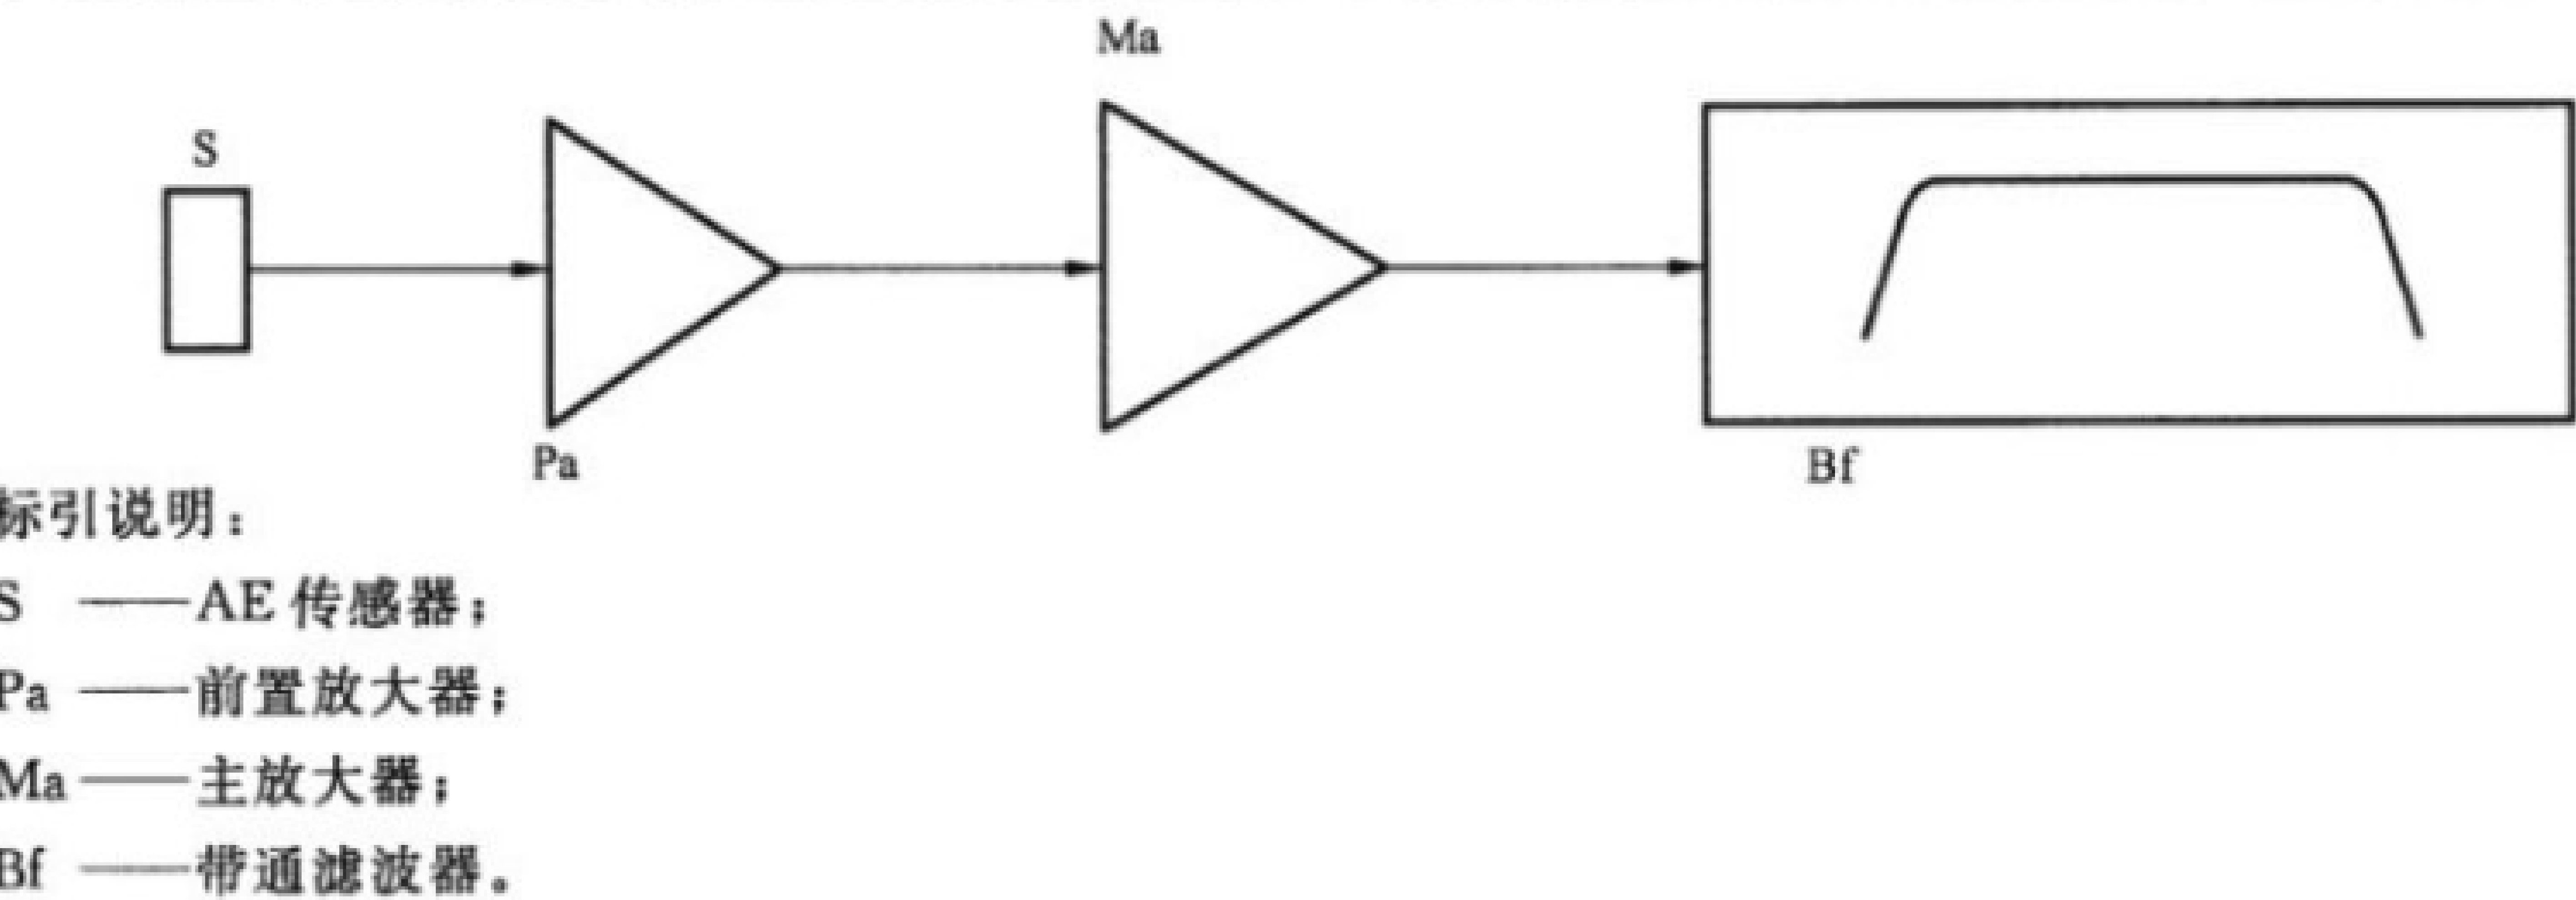 Ma
S
Pa
Bf
标引说明：
S ——AE 传感器；
Pa ——前置放大器；
Ma——主放大器；
Bf ——带通滤波器。